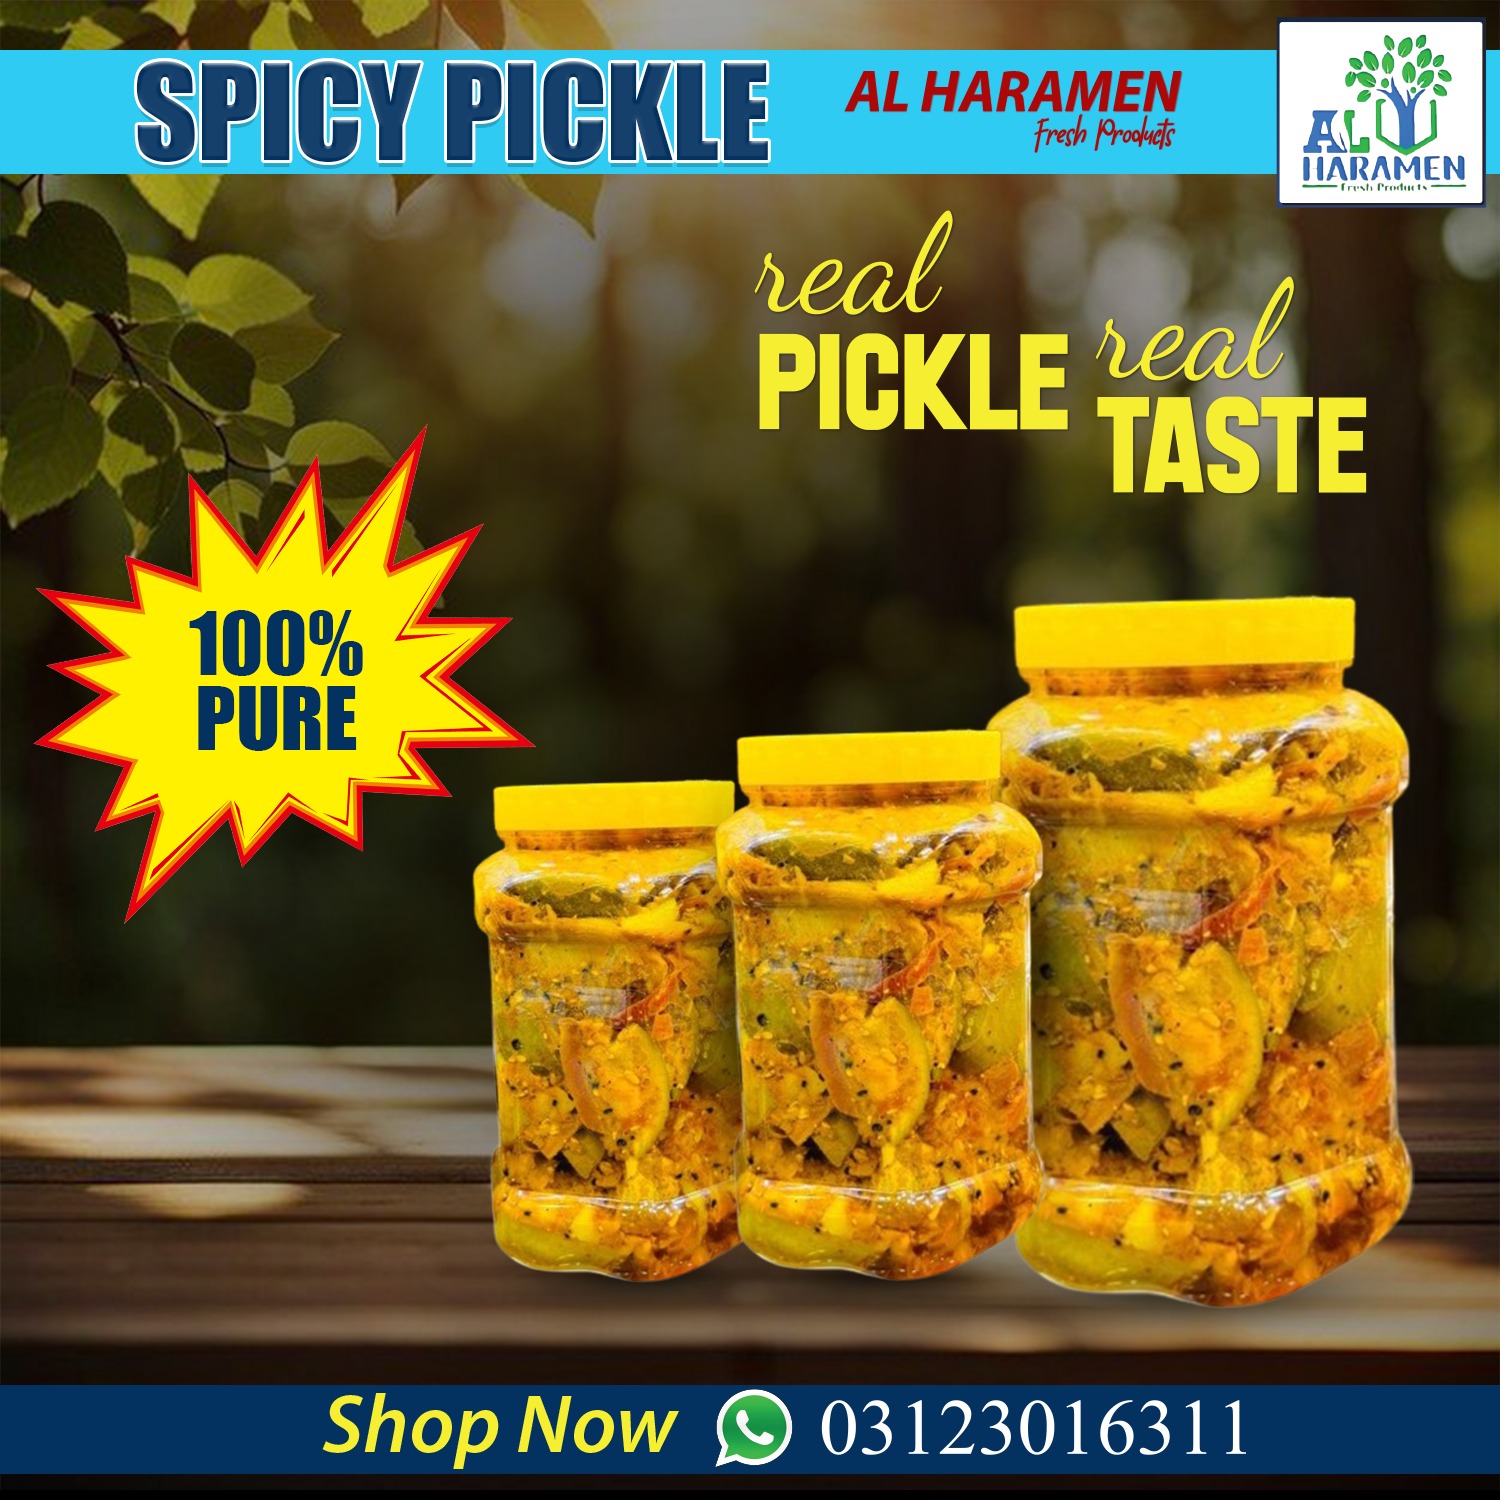 SPICY PICKLE
AL HARAMEN
Fresh Products
AL
HARAMEN
Fresh Products
real
PICKLE
real
TASTE
100%
PURE
Shop Now 03123016311